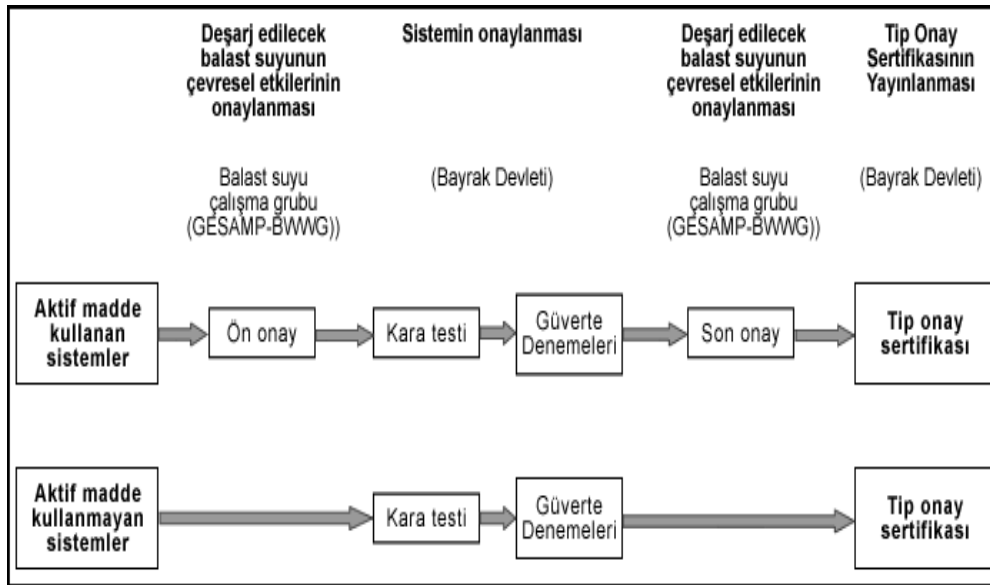 Deşarj edilecek
balast suyunun
çevresel etkilerinin
onaylanması
Sistemin onaylanması
Deşarj edilecek
balast suyunun
çevresel etkilerinin
onaylanması
Tip Onay
Sertifikasının
Yayınlanması
Balast suyu
çalışma grubu
(GESAMP-BWWG))
(Bayrak Devleti)
Balast suyu
çalışma grubu
(GESAMP-BWWG))
(Bayrak Devleti)
Aktif madde
kullanan
sistemler
Ön onay
Kara testi
Güverte
Denemeleri
Son onay
Tip onay
sertifikası
Aktif madde
kullanmayan
sistemler
Kara testi
Güverte
Denemeleri
Tip onay
sertifikası